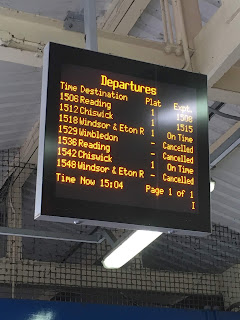 Departures
Time Destination Plat Expt.
1506 Reading 1 1508
1512 Chiswick 1 1515
1518 Windsor & Eton R 1 On Time
1529 Wimbledon - Cancelled
1536 Reading - Cancelled
1542 Chiswick 1 On Time
1548 Windsor & Eton R - Cancelled
Time Now 15:04 Page 1 of 1